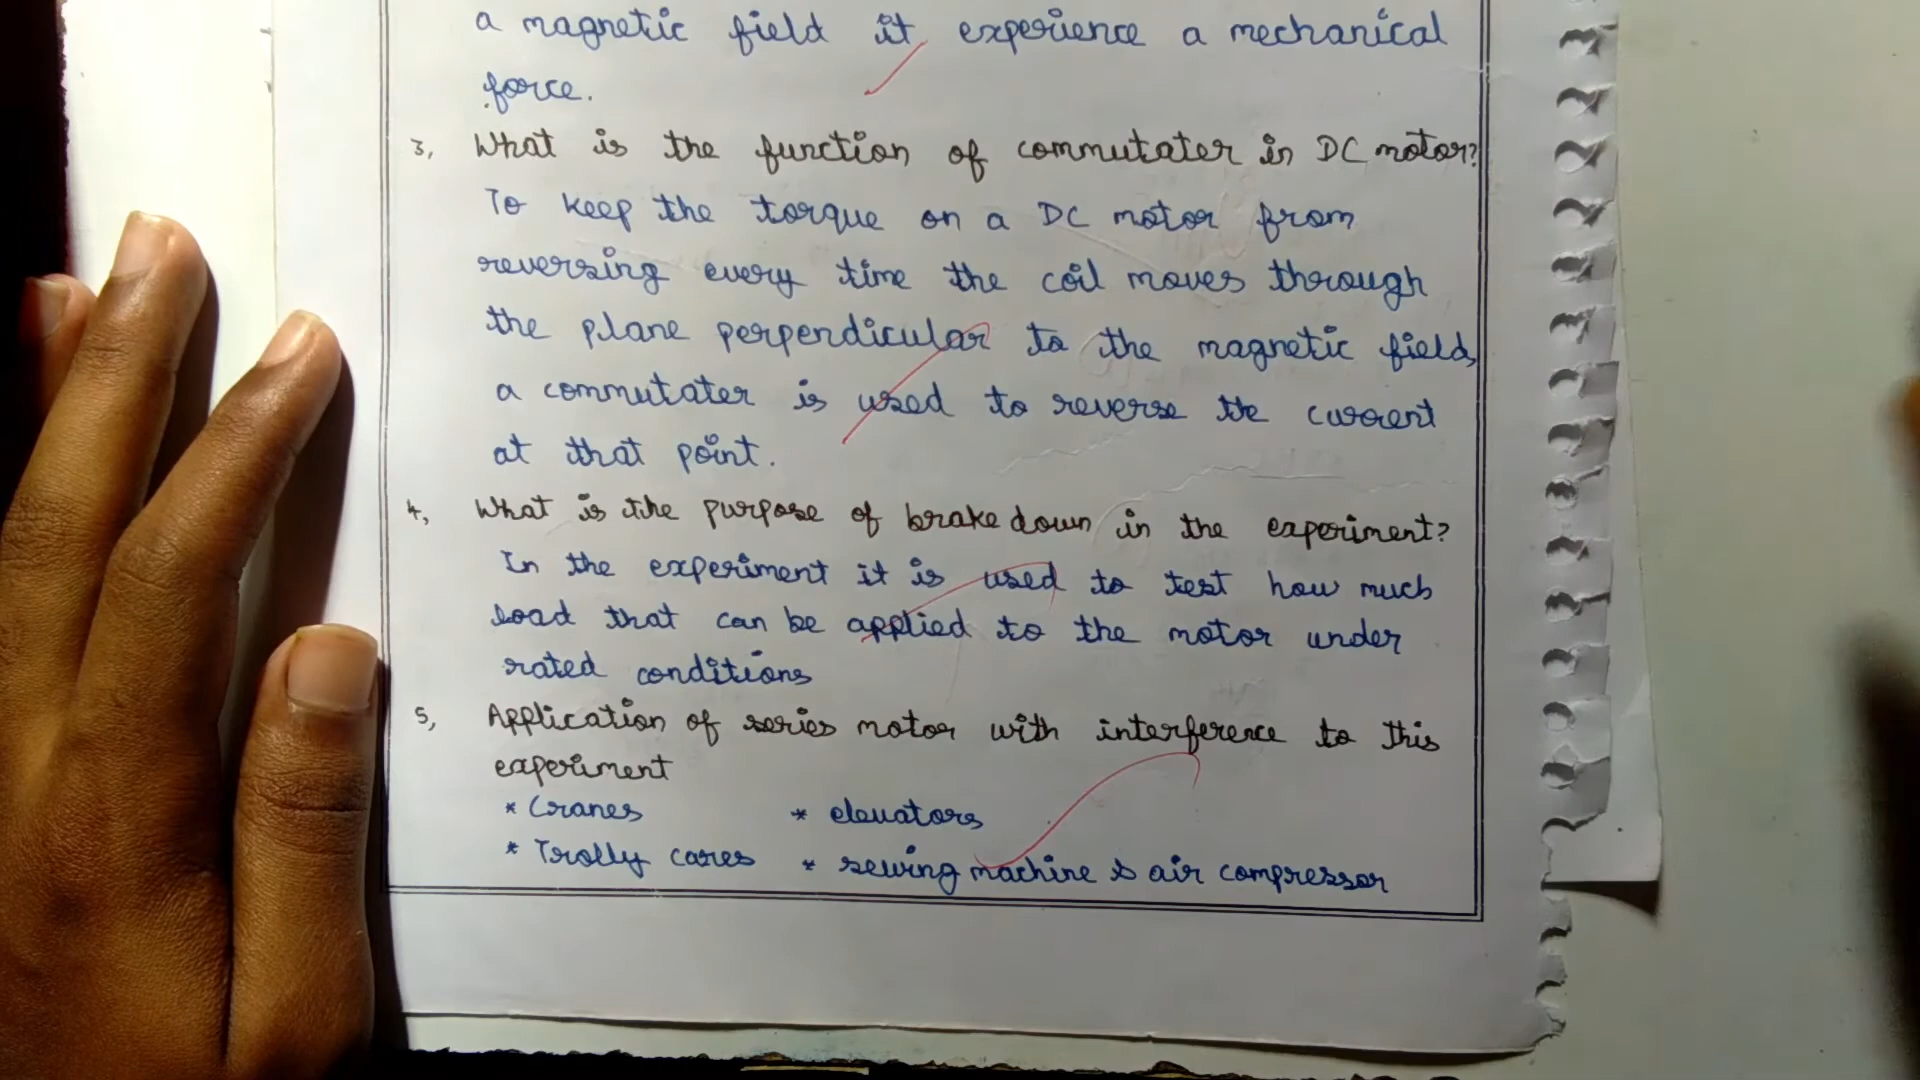 a magnetic field it experience a mechanical
force.
3, What is the function of commutater in DC motor?
To keep the torque on a DC motor from
reversing every time the coil moves through
the plane perpendicular to the magnetic field,
a commutater is used to reverse the current
at that point.
4, What is the purpose of brake down in the experiment?
In the experiment it is used to test how much
load that can be applied to the motor under
rated conditions
5, Application of series motor with interference to this
experiment
* Cranes * elevators
* Trolly cares * sewing machine & air compressor